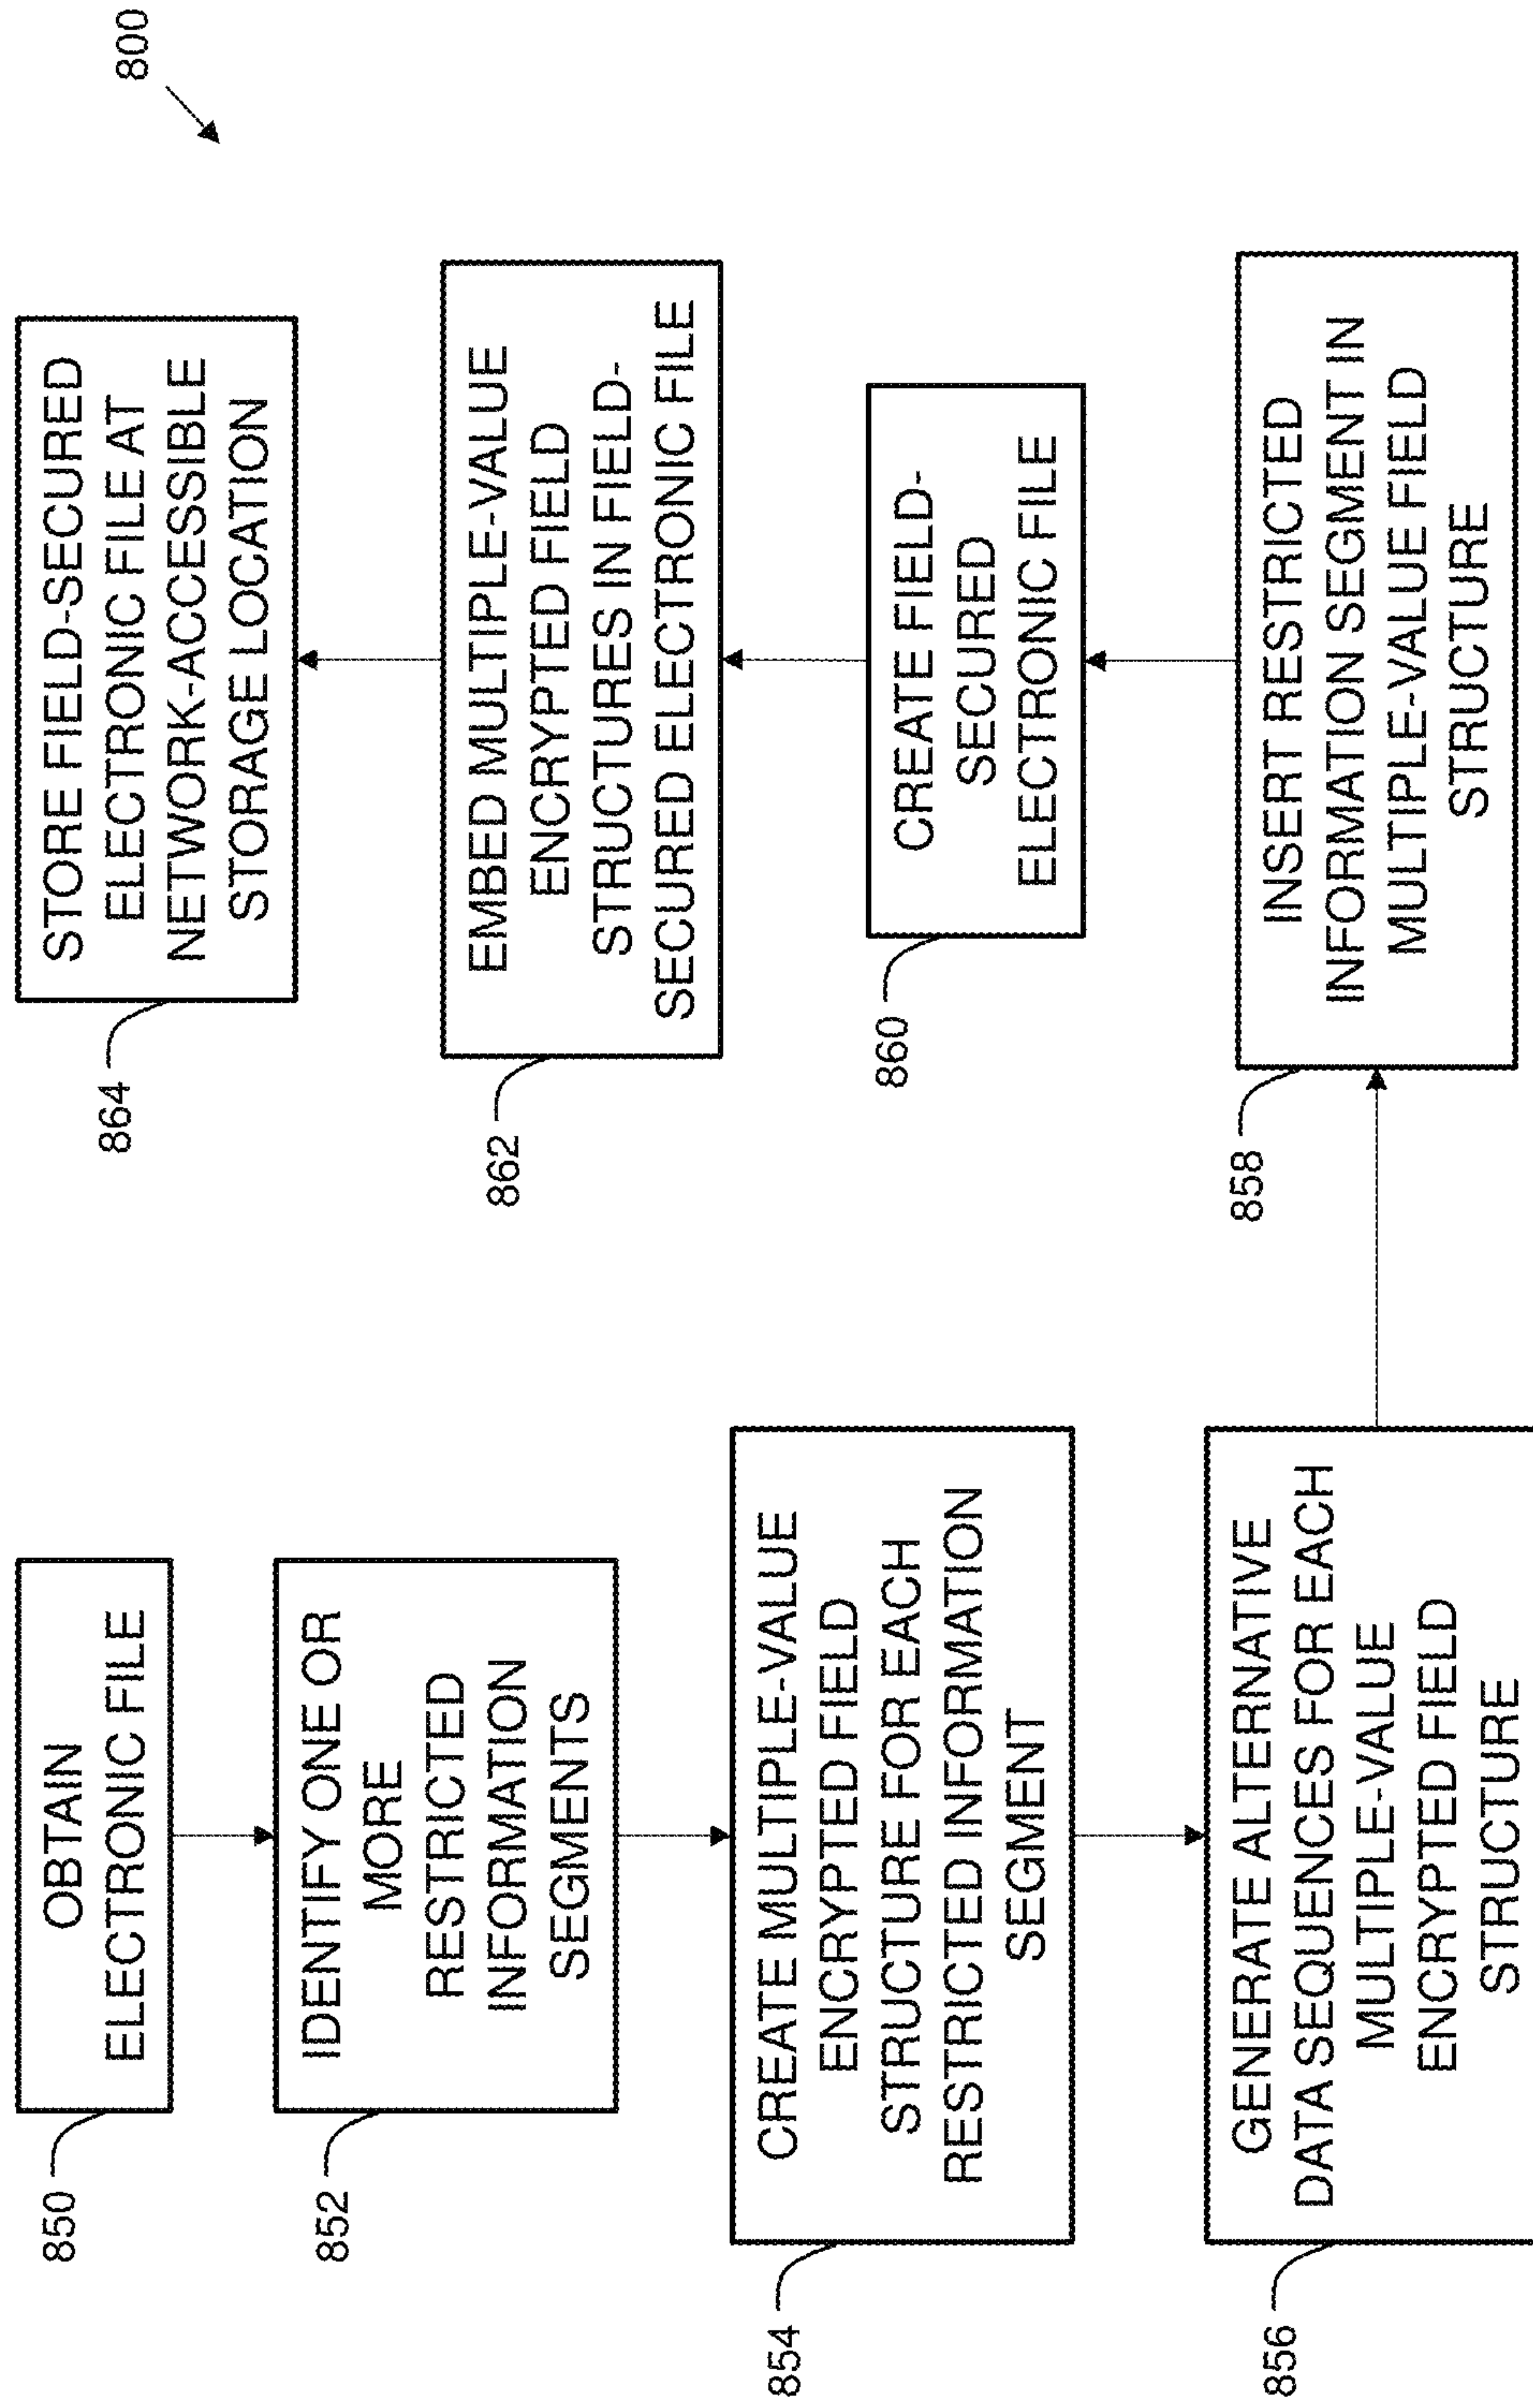 800
850
OBTAIN
ELECTRONIC FILE
852
IDENTIFY ONE OR
MORE
RESTRICTED
INFORMATION
SEGMENTS
854
CREATE MULTIPLE-VALUE
ENCRYPTED FIELD
STRUCTURE FOR EACH
RESTRICTED INFORMATION
SEGMENT
856
GENERATE ALTERNATIVE
DATA SEQUENCES FOR EACH
MULTIPLE-VALUE
ENCRYPTED FIELD
STRUCTURE
858
INSERT RESTRICTED
INFORMATION SEGMENT IN
MULTIPLE-VALUE FIELD
STRUCTURE
860
CREATE FIELD-
SECURED
ELECTRONIC FILE
862
EMBED MULTIPLE-VALUE
ENCRYPTED FIELD
STRUCTURES IN FIELD-
SECURED ELECTRONIC FILE
864
STORE FIELD-SECURED
ELECTRONIC FILE AT
NETWORK-ACCESSIBLE
STORAGE LOCATION